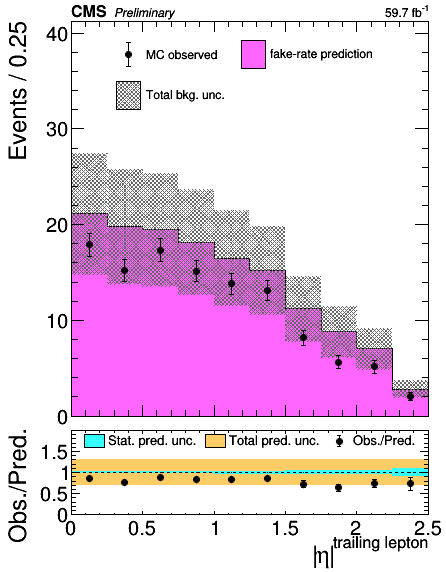 CMS Preliminary 59.7 fb⁻¹
Events / 0.25
MC observed
fake-rate prediction
Total bkg. unc.
40
30
20
10
0
Obs./Pred.
Stat. pred. unc. Total pred. unc. Obs./Pred.
1.5
1
0.5
0
0 0.5 1 1.5 2 2.5
|η|trailing lepton